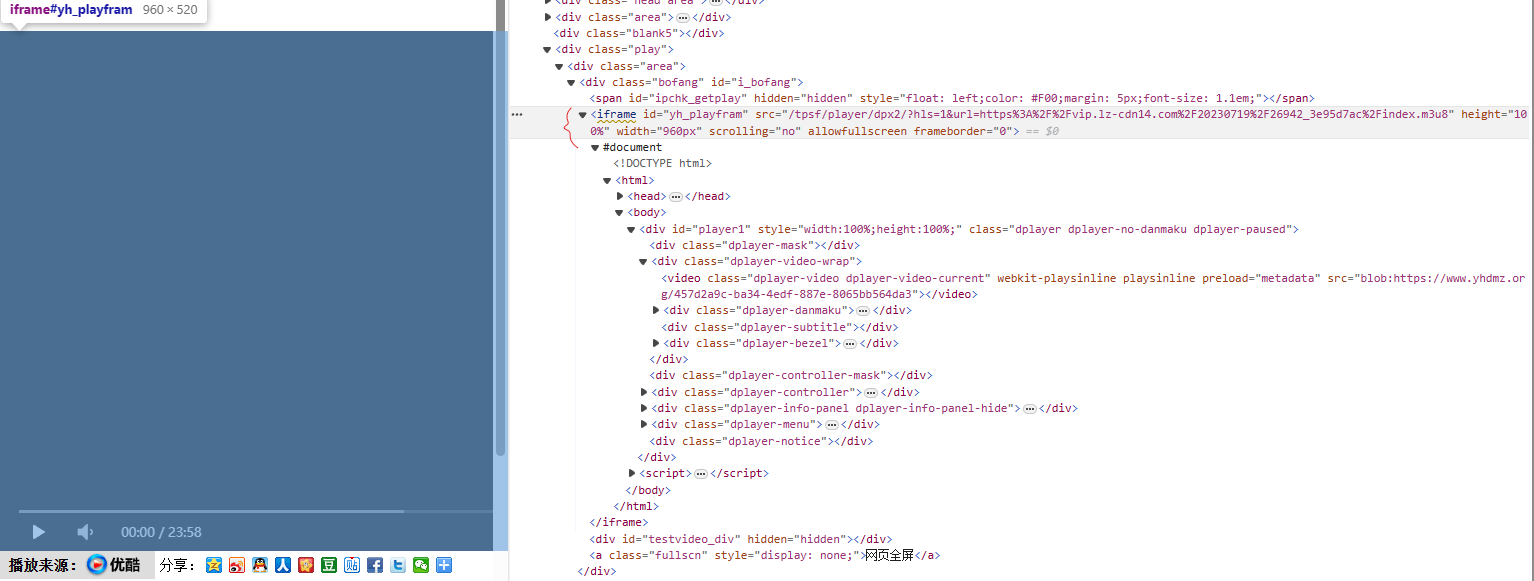 iframe#yh_playfram 960 × 520
00:00 / 23:58
播放来源： 优酷 分享：
<div class="area">…</div>
<div class="blank5"></div>
<div class="play">
<div class="area">
<div class="bofang" id="i_bofang">
<span id="ipchk_getplay" hidden="hidden" style="float: left;color: #F00;margin: 5px;font-size: 1.1em;"></span>
<iframe id="yh_playfram" src="/tpsf/player/dpx2/?hls=1&url=https%3A%2F%2Fvip.lz-cdn14.com%2F20230719%2F26942_3e95d7ac%2Findex.m3u8" height="10
0%" width="960px" scrolling="no" allowfullscreen frameborder="0"> == $0
#document
<!DOCTYPE html>
<html>
<head>…</head>
<body>
<div id="player1" style="width:100%;height:100%;" class="dplayer dplayer-no-danmaku dplayer-paused">
<div class="dplayer-mask"></div>
<div class="dplayer-video-wrap">
<video class="dplayer-video dplayer-video-current" webkit-playsinline playsinline preload="metadata" src="blob:https://www.yhdmz.or
g/457d2a9c-ba34-4edf-887e-8065bb564da3"></video>
<div class="dplayer-danmaku">…</div>
<div class="dplayer-subtitle"></div>
<div class="dplayer-bezel">…</div>
</div>
<div class="dplayer-controller-mask"></div>
<div class="dplayer-controller">…</div>
<div class="dplayer-info-panel dplayer-info-panel-hide">…</div>
<div class="dplayer-menu">…</div>
<div class="dplayer-notice"></div>
</div>
<script>…</script>
</body>
</html>
</iframe>
<div id="testvideo_div" hidden="hidden"></div>
<a class="fullscn" style="display: none;">网页全屏</a>
</div>